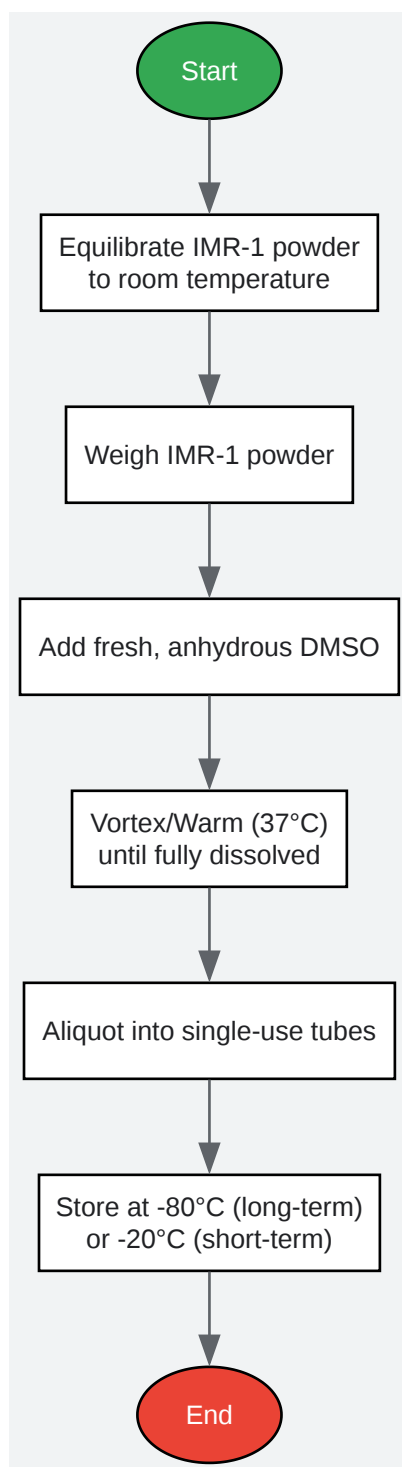 Start
Equilibrate IMR-1 powder
to room temperature
Weigh IMR-1 powder
Add fresh, anhydrous DMSO
Vortex/Warm (37°C)
until fully dissolved
Aliquot into single-use tubes
Store at -80°C (long-term)
or -20°C (short-term)
End